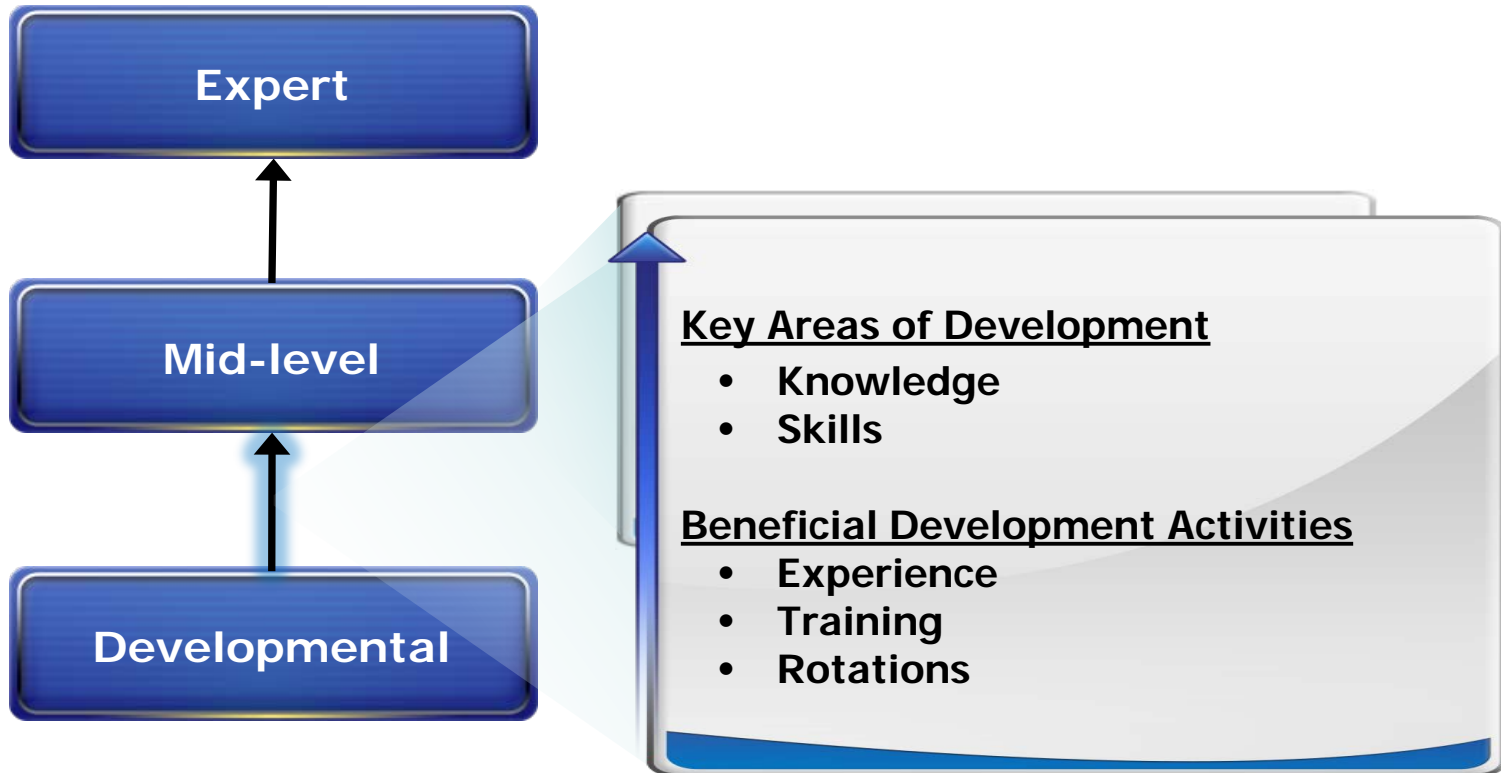 Expert
Mid-level
Developmental
Key Areas of Development
• Knowledge
• Skills
Beneficial Development Activities
• Experience
• Training
• Rotations